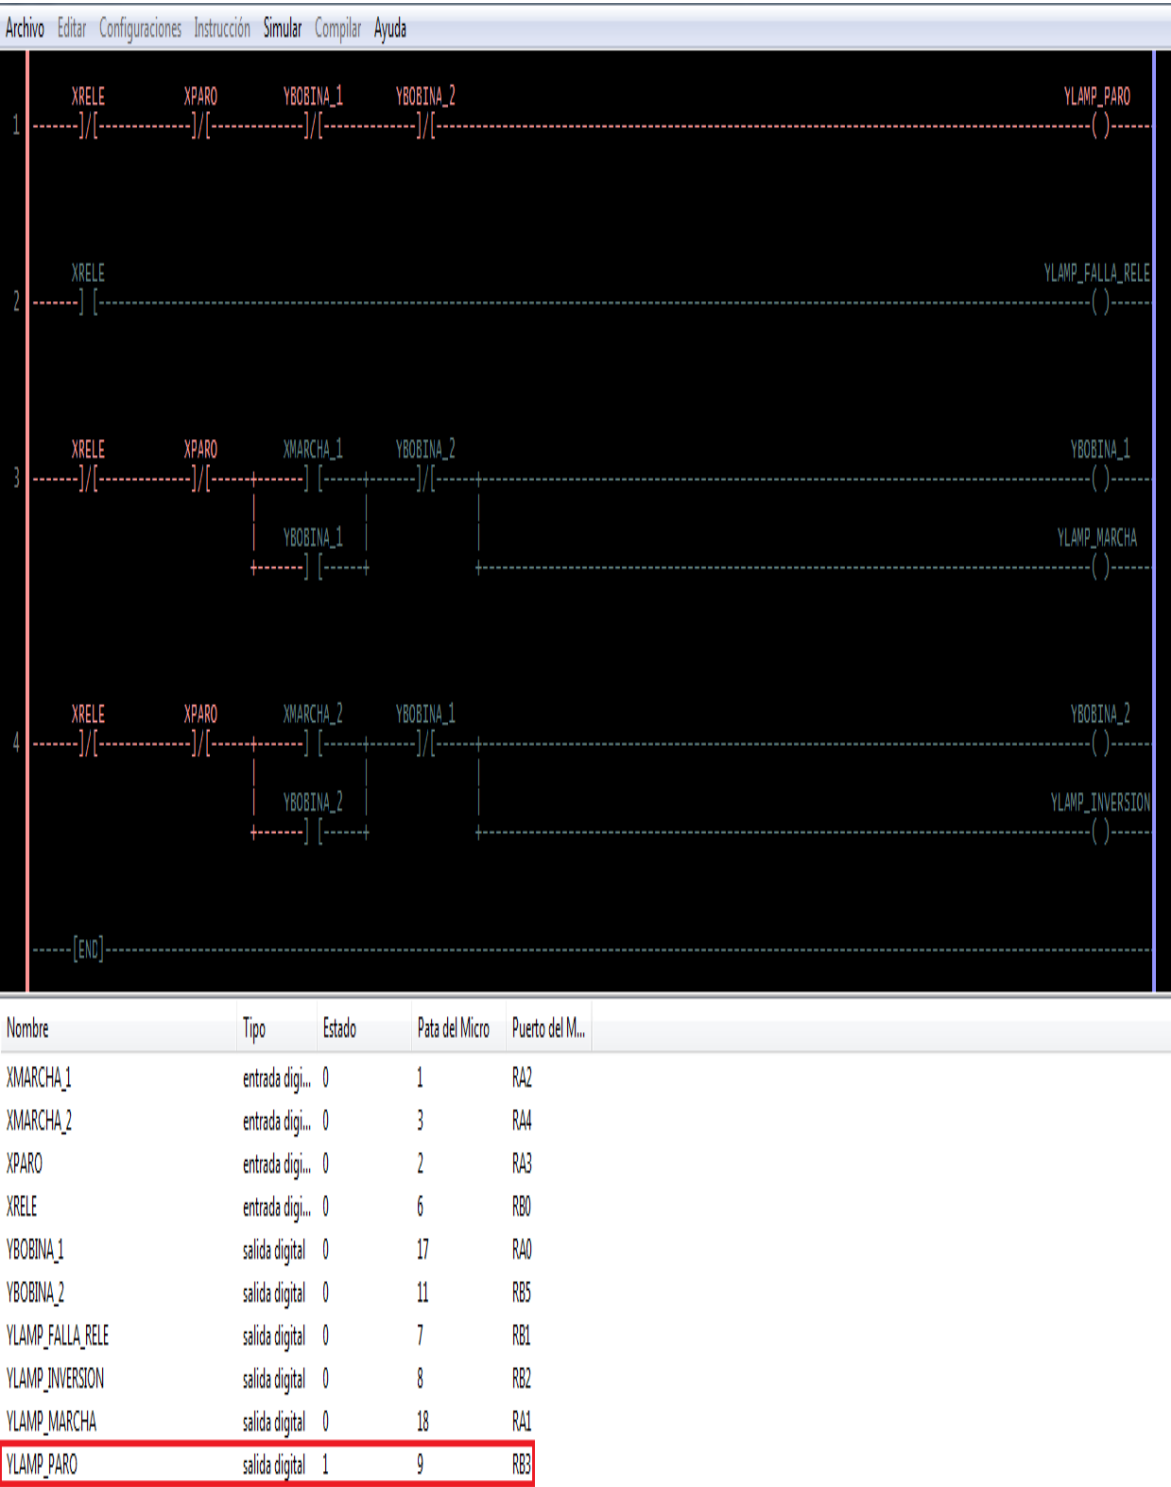 Archivo Editar Configuraciones Instrucción Simular Compilar Ayuda
XRELE XPARO YBOBINA_1 YBOBINA_2 YLAMP_PARO
1 ]/[ ]/[ ]/[ ]/[ ( )
XRELE YLAMP_FALLA_RELE
2 ] [ ( )
XRELE XPARO XMARCHA_1 YBOBINA_2 YBOBINA_1
3 ]/[ ]/[ ] [ ]/[ ( )
YBOBINA_1 YLAMP_MARCHA
] [ ( )
XRELE XPARO XMARCHA_2 YBOBINA_1 YBOBINA_2
4 ]/[ ]/[ ] [ ]/[ ( )
YBOBINA_2 YLAMP_INVERSION
] [ ( )
[END]
Nombre Tipo Estado Pata del Micro Puerto del M...
XMARCHA_1 entrada digi... 0 1 RA2
XMARCHA_2 entrada digi... 0 3 RA4
XPARO entrada digi... 0 2 RA3
XRELE entrada digi... 0 6 RB0
YBOBINA_1 salida digital 0 17 RA0
YBOBINA_2 salida digital 0 11 RB5
YLAMP_FALLA_RELE salida digital 0 7 RB1
YLAMP_INVERSION salida digital 0 8 RB2
YLAMP_MARCHA salida digital 0 18 RA1
YLAMP_PARO salida digital 1 9 RB3